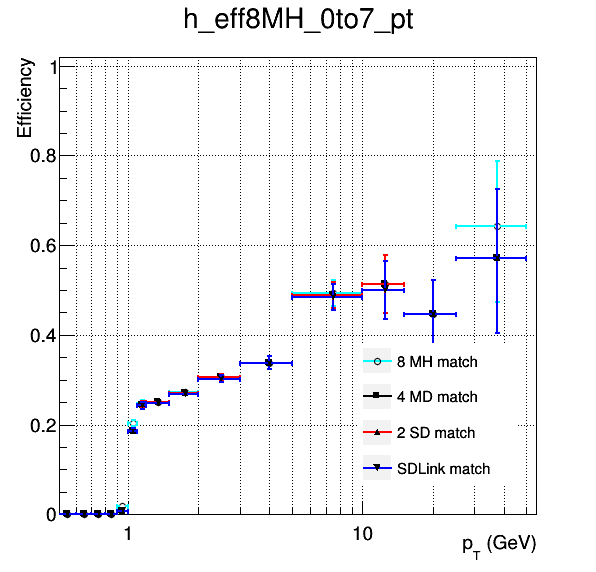 h_eff8MH_0to7_pt
Efficiency
1
0.8
0.6
0.4
0.2
0
8 MH match
4 MD match
2 SD match
SDLink match
1
10
p_T (GeV)